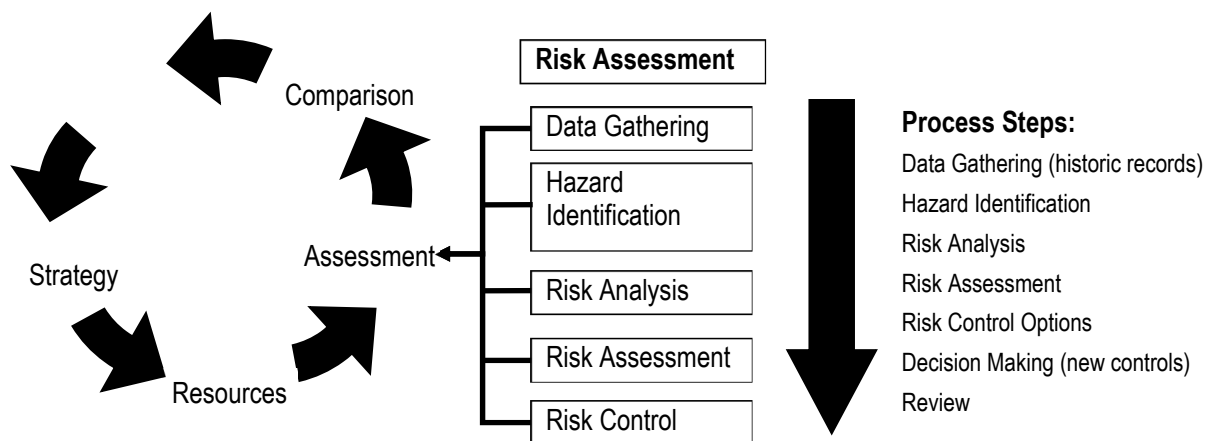 Comparison
Strategy
Resources
Assessment
Risk Assessment
Data Gathering
Hazard
Identification
Risk Analysis
Risk Assessment
Risk Control
Process Steps:
Data Gathering (historic records)
Hazard Identification
Risk Analysis
Risk Assessment
Risk Control Options
Decision Making (new controls)
Review